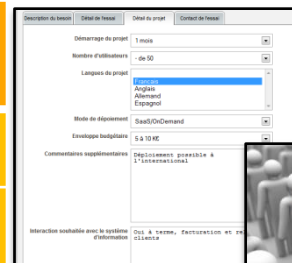 Description du besoin Détail de l'essai Détail du projet Contact de l'essai
Démarrage du projet 1 mois
Nombre d'utilisateurs - de 50
Langues du projet
Français
Anglais
Allemand
Espagnol
Mode de déploiement SaaS/OnDemand
Enveloppe budgétaire 5 à 10 K€
Commentaires supplémentaires Déploiement possible à
l'international
Interaction souhaitée avec le système Oui à terme, facturation et
d'information clients